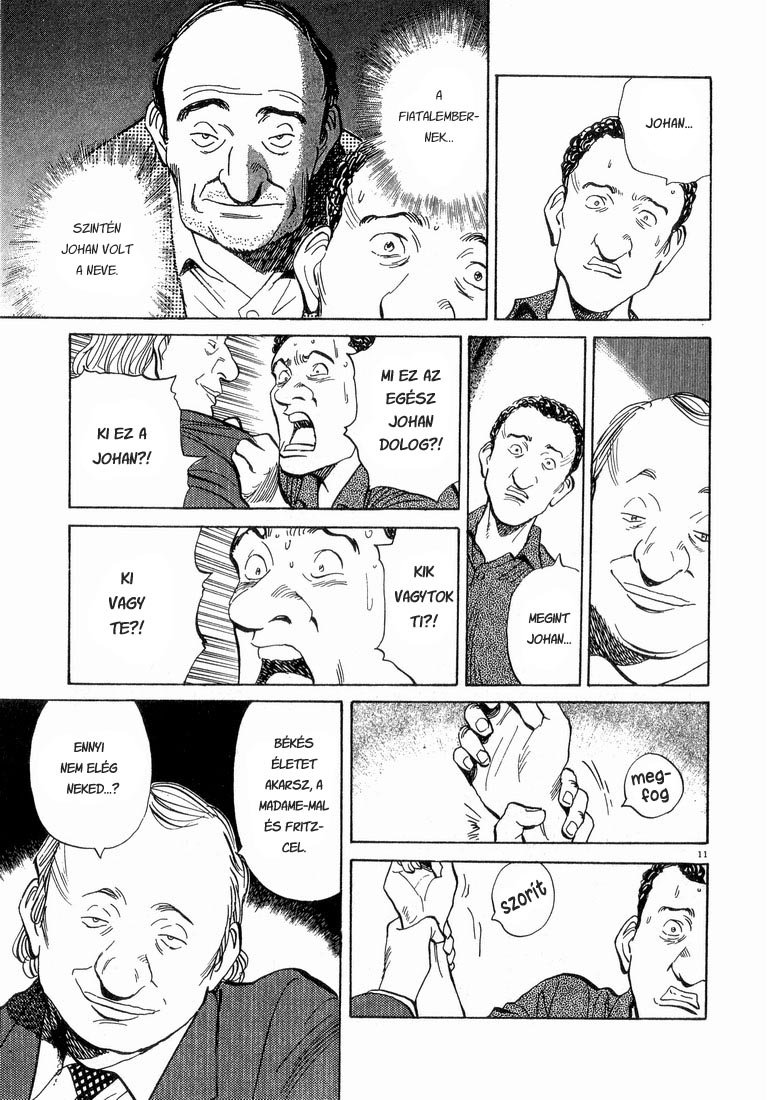 JOHAN...
A
FIATALEMBER-
NEK...
SZINTÉN
JOHAN VOLT
A NEVE.
MEGINT
JOHAN...
MI EZ AZ
EGÉSZ
JOHAN
DOLOG?!
KI EZ A
JOHAN?!
KIK
VAGYTOK
TI?!
KI
VAGY
TE?!
meg-
fog
11
szorít
BÉKÉS
ÉLETET
AKARSZ, A
MADAME-MAL
ÉS FRITZ-
CEL.
ENNYI
NEM ELÉG
NEKED...?